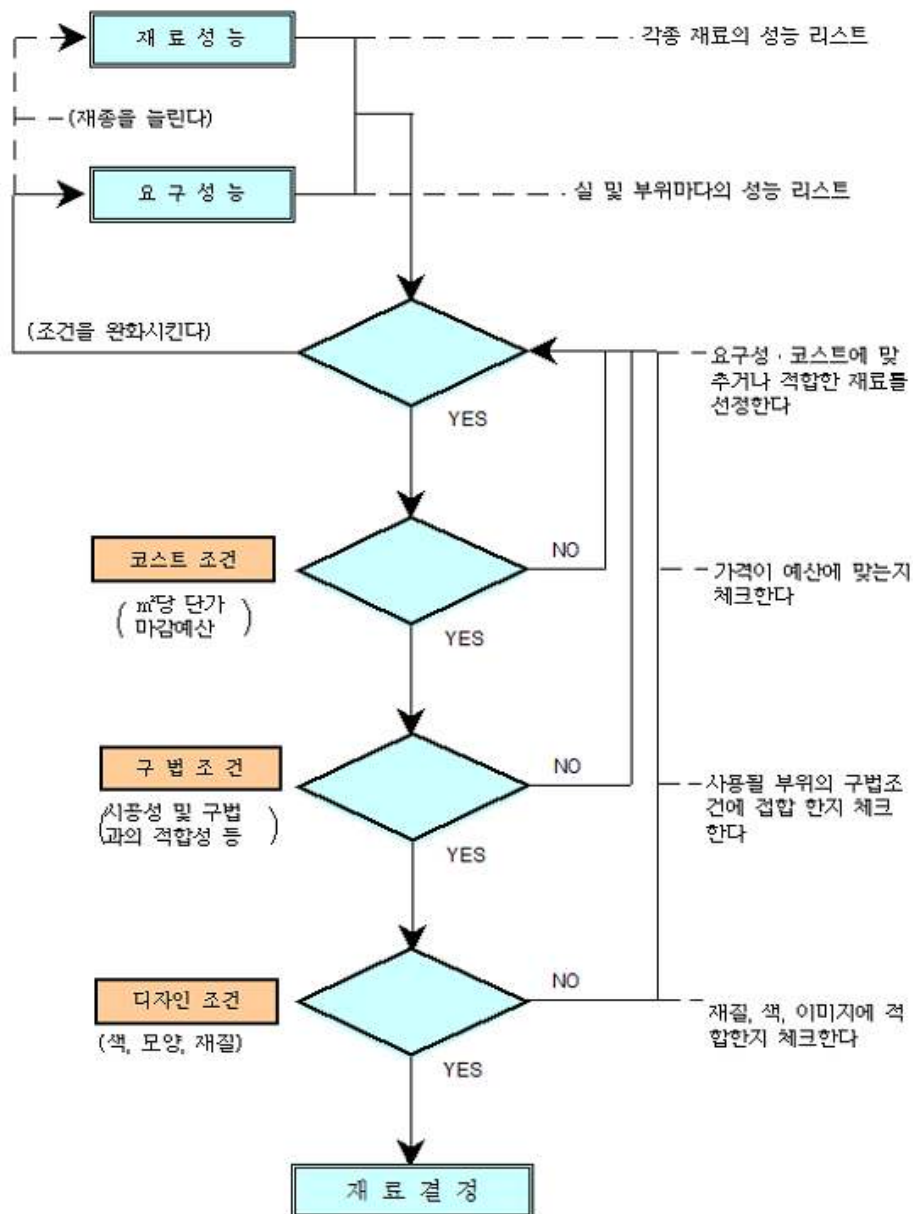 재 료 성 능
각종 재료의 성능 리스트
(재종을 늘린다)
요 구 성 능
실 및 부위마다의 성능 리스트
(조건을 완화시킨다)
요구성 · 코스트에 맞
추거나 적합한 재료를
선정한다
YES
코스트 조건
NO
( ㎡당 단가
마감예산 )
가격이 예산에 맞는지
체크한다
YES
구 법 조 건
NO
(시공성 및 구법
과의 적합성 등)
사용될 부위의 구법조
건에 접합 한지 체크
한다
YES
디자인 조건
NO
(색, 모양, 재질)
재질, 색, 이미지에 적
합한지 체크한다
YES
재 료 결 정